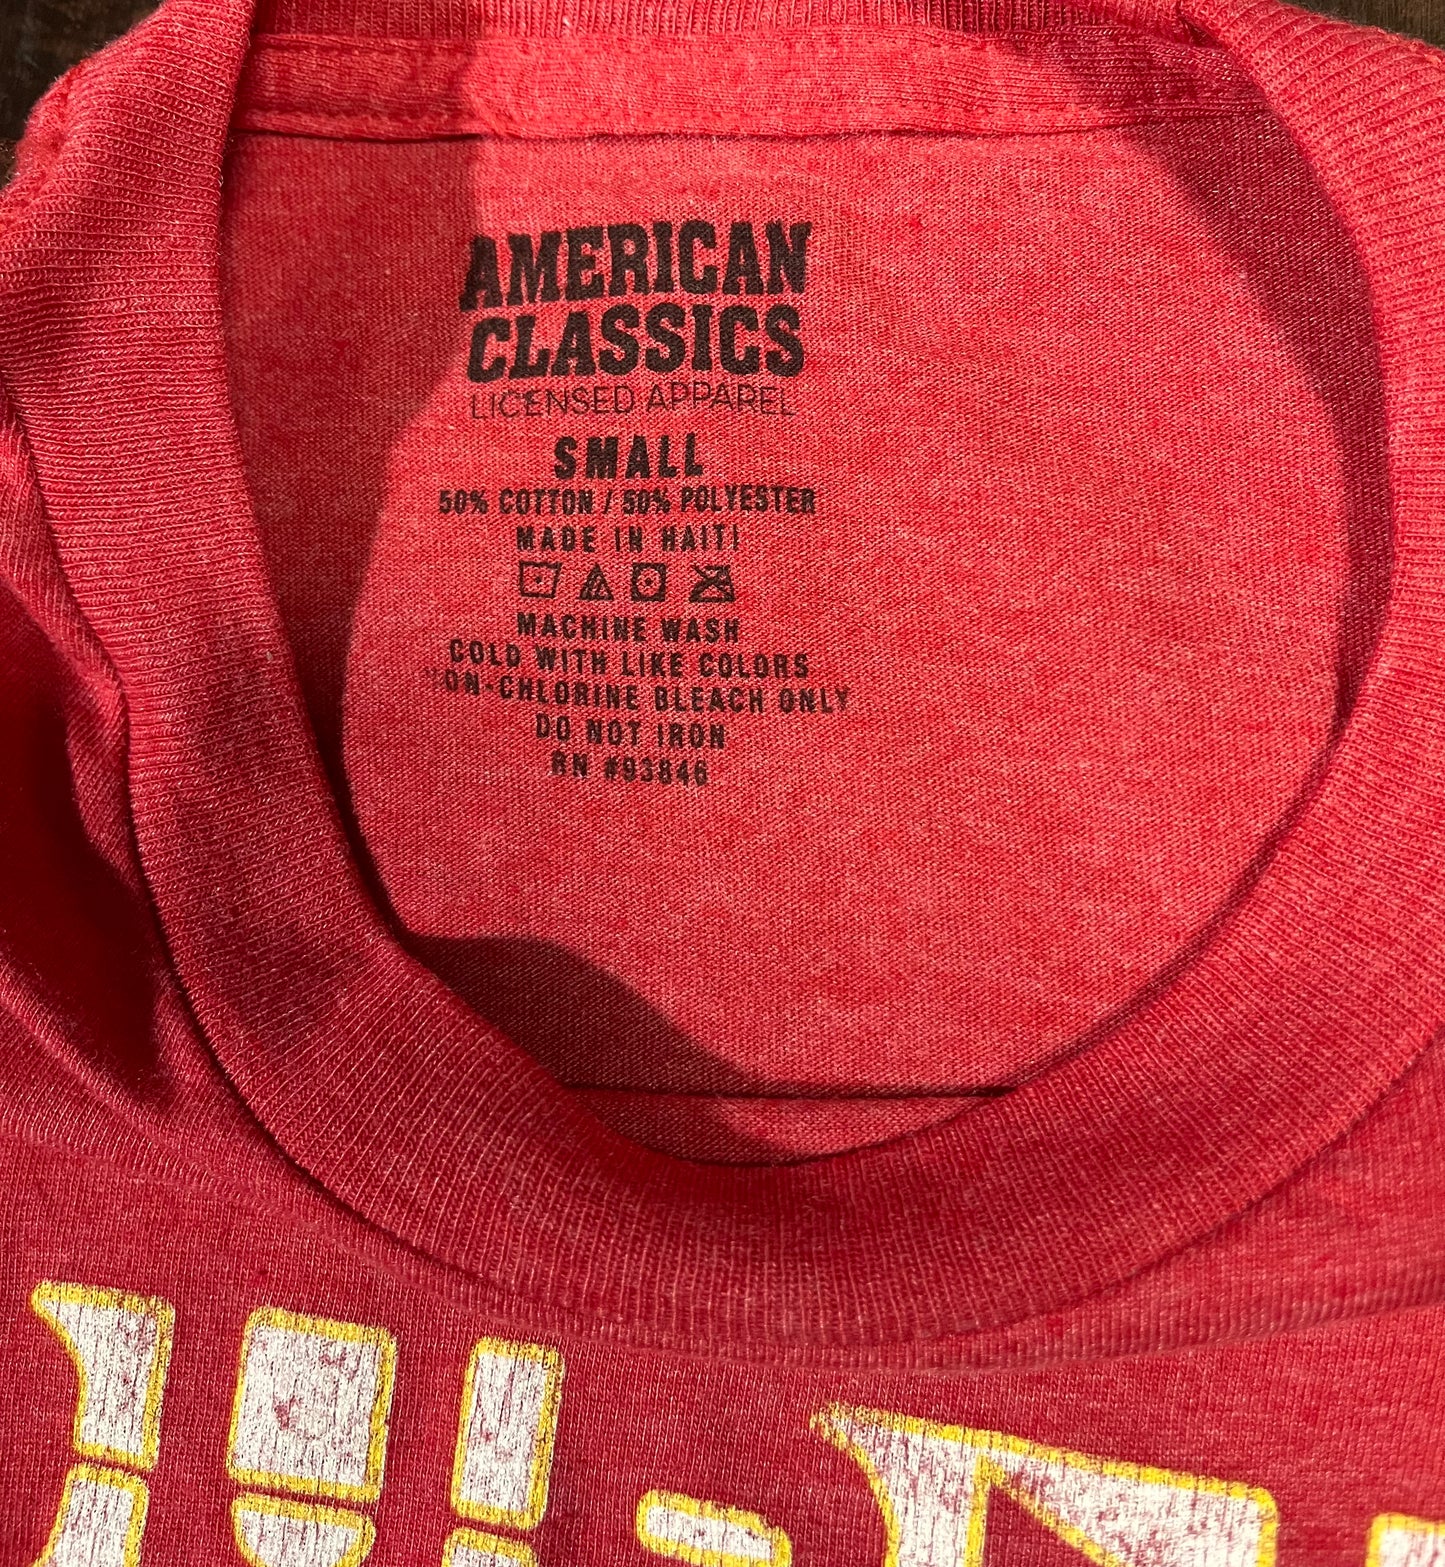 AMERICAN
CLASSICS
LICENSED APPAREL
SMALL
50% COTTON / 50% POLYESTER
MADE IN HAITI
MACHINE WASH
COLD WITH LIKE COLORS
NON-CHLORINE BLEACH ONLY
DO NOT IRON
RN #93846